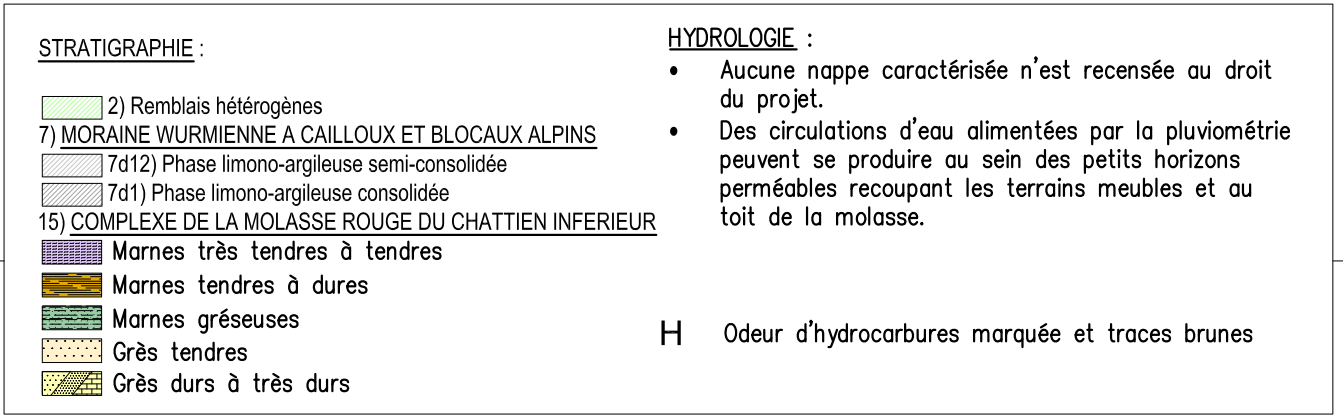 STRATIGRAPHIE :
2) Remblais hétérogènes
7) MORAINE WURMIENNE A CAILLOUX ET BLOCAUX ALPINS
7d12) Phase limono-argileuse semi-consolidée
7d1) Phase limono-argileuse consolidée
15) COMPLEXE DE LA MOLASSE ROUGE DU CHATTIEN INFERIEUR
Marnes très tendres à tendres
Marnes tendres à dures
Marnes gréseuses
Grès tendres
Grès durs à très durs
HYDROLOGIE :
• Aucune nappe caractérisée n'est recensée au droit
du projet.
• Des circulations d'eau alimentées par la pluviométrie
peuvent se produire au sein des petits horizons
perméables recoupant les terrains meubles et au
toit de la molasse.
H Odeur d'hydrocarbures marquée et traces brunes